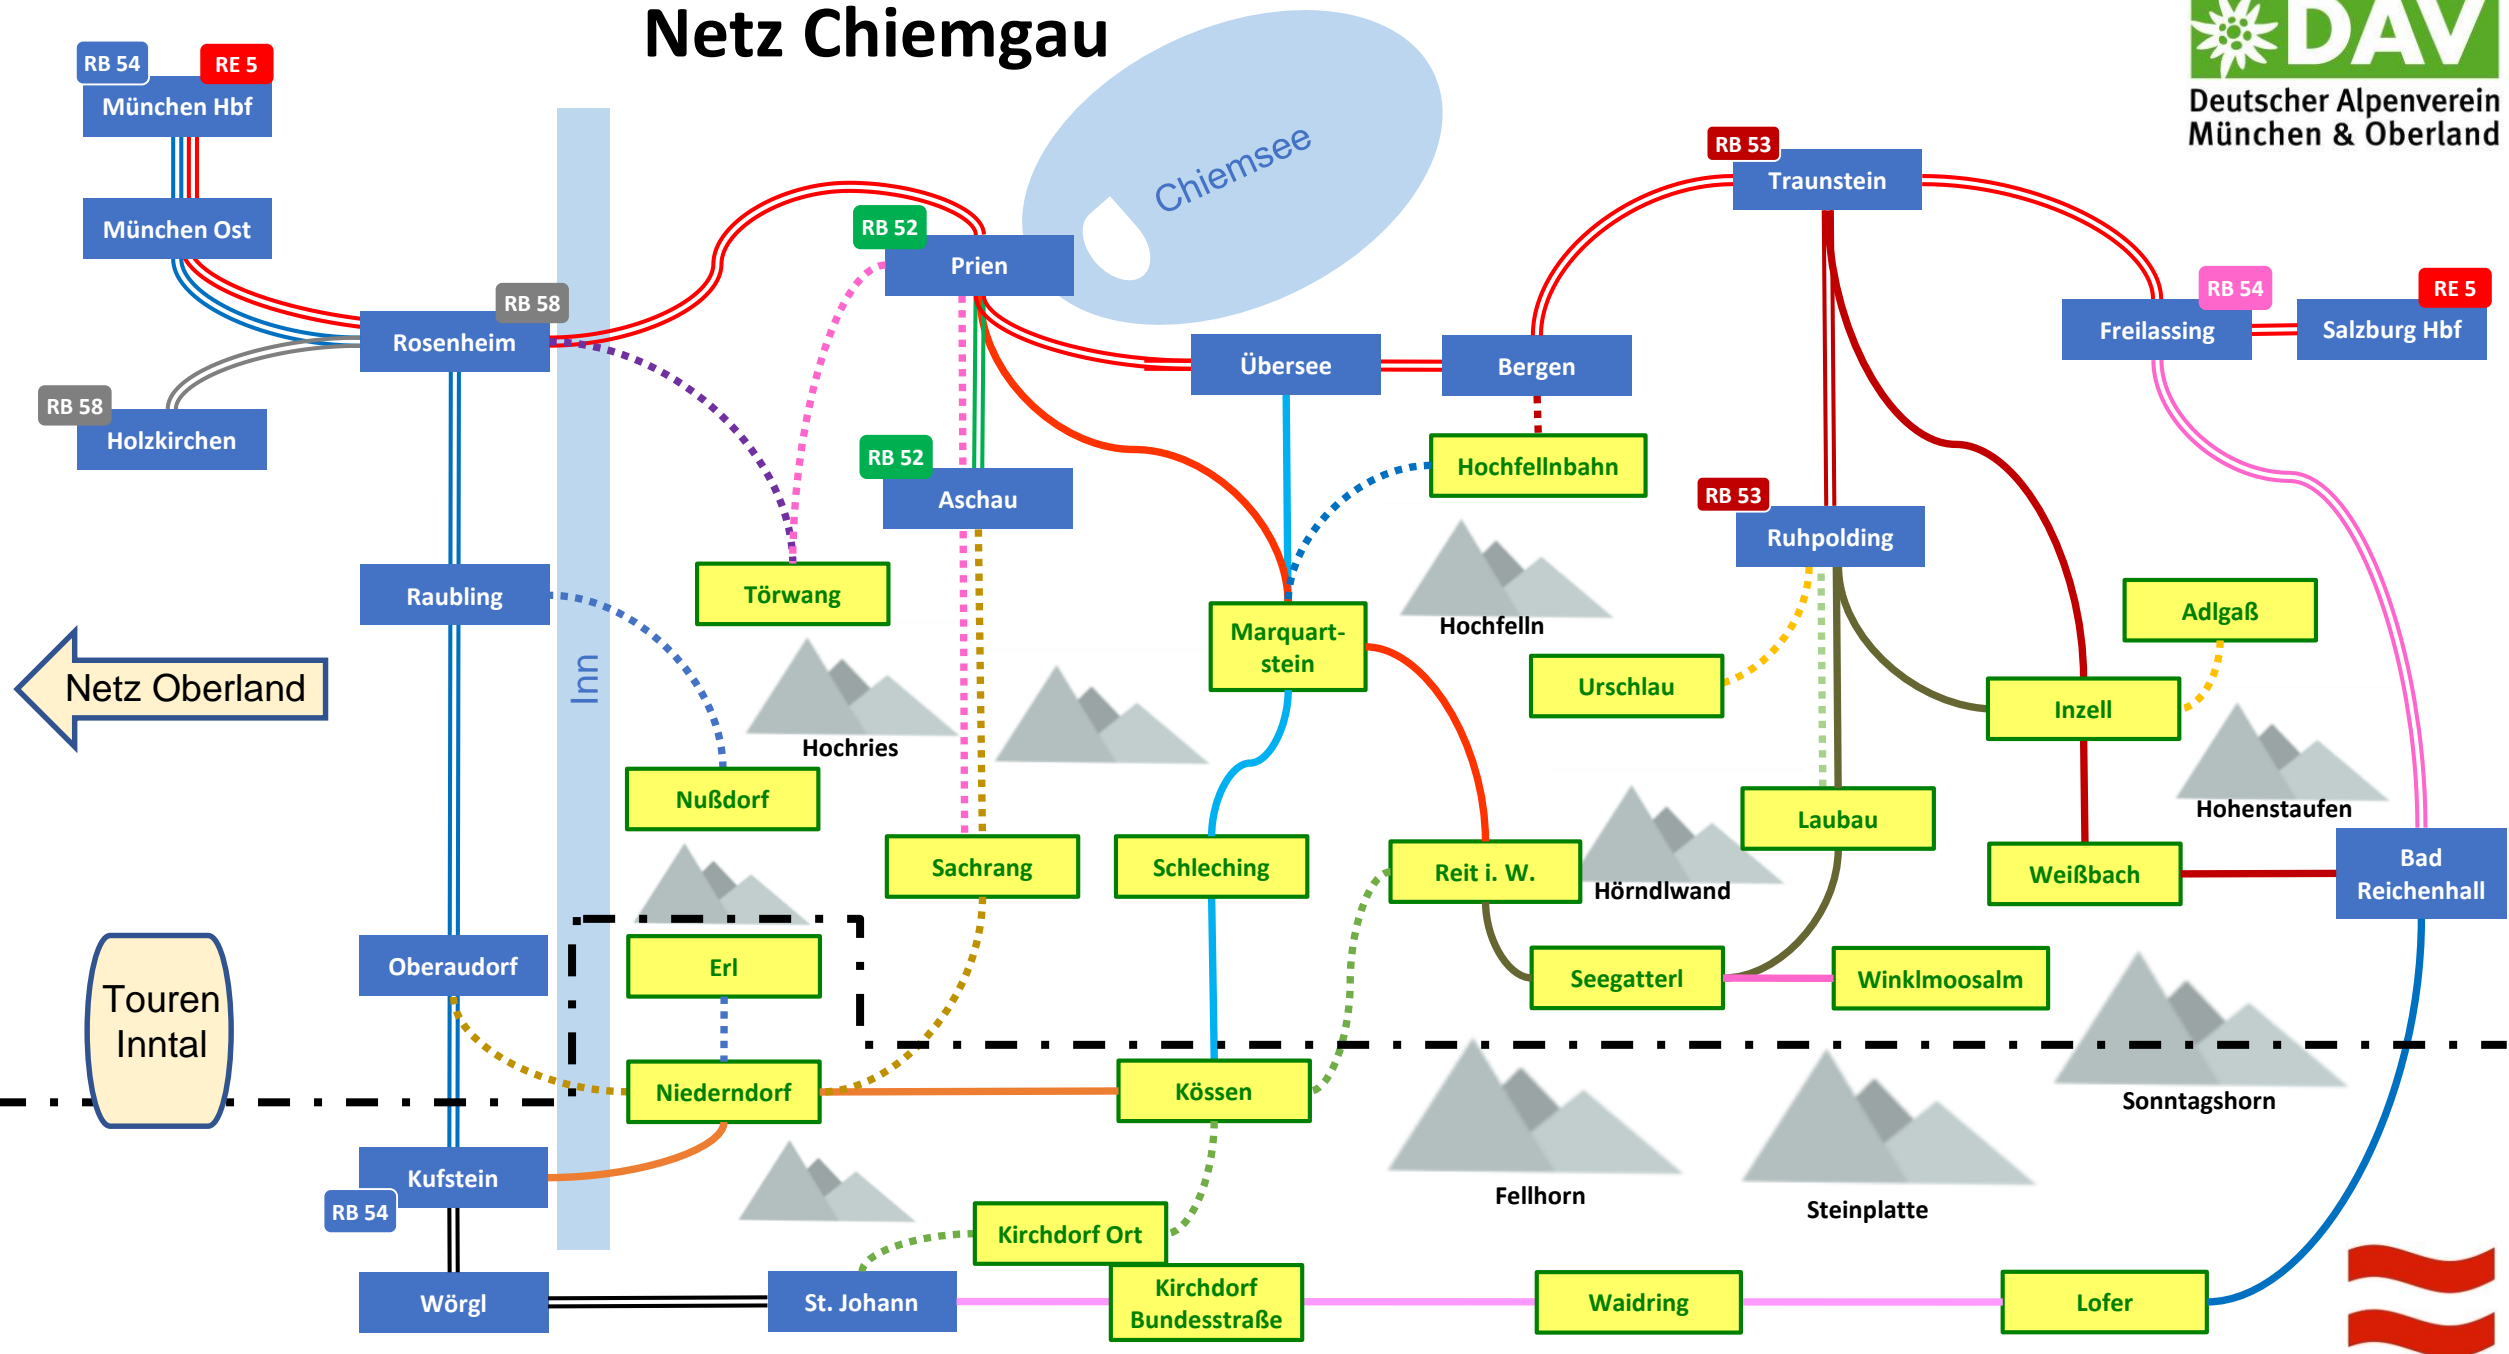 Netz Chiemgau
DAV
Deutscher Alpenverein
München & Oberland
RB 54
RE 5
München Hbf
München Ost
Chiemsee
RB 53
Traunstein
RB 52
Prien
RB 58
Rosenheim
RB 54
RE 5
Freilassing
Salzburg Hbf
Übersee
Bergen
RB 58
Holzkirchen
RB 52
Aschau
Hochfellnbahn
RB 53
Ruhpolding
Raubling
Törwang
Marquart-
stein
Hochfelln
Adlgaß
Netz Oberland
Inn
Urschlau
Inzell
Hochries
Nußdorf
Laubau
Hohenstaufen
Sachrang
Schleching
Reit i. W.
Hörndlwand
Weißbach
Bad
Reichenhall
Oberaudorf
Erl
Seegatterl
Winklmoosalm
Touren
Inntal
Niederndorf
Kössen
Sonntagshorn
Kufstein
RB 54
Fellhorn
Steinplatte
Kirchdorf Ort
Wörgl
St. Johann
Kirchdorf
Bundesstraße
Waidring
Lofer